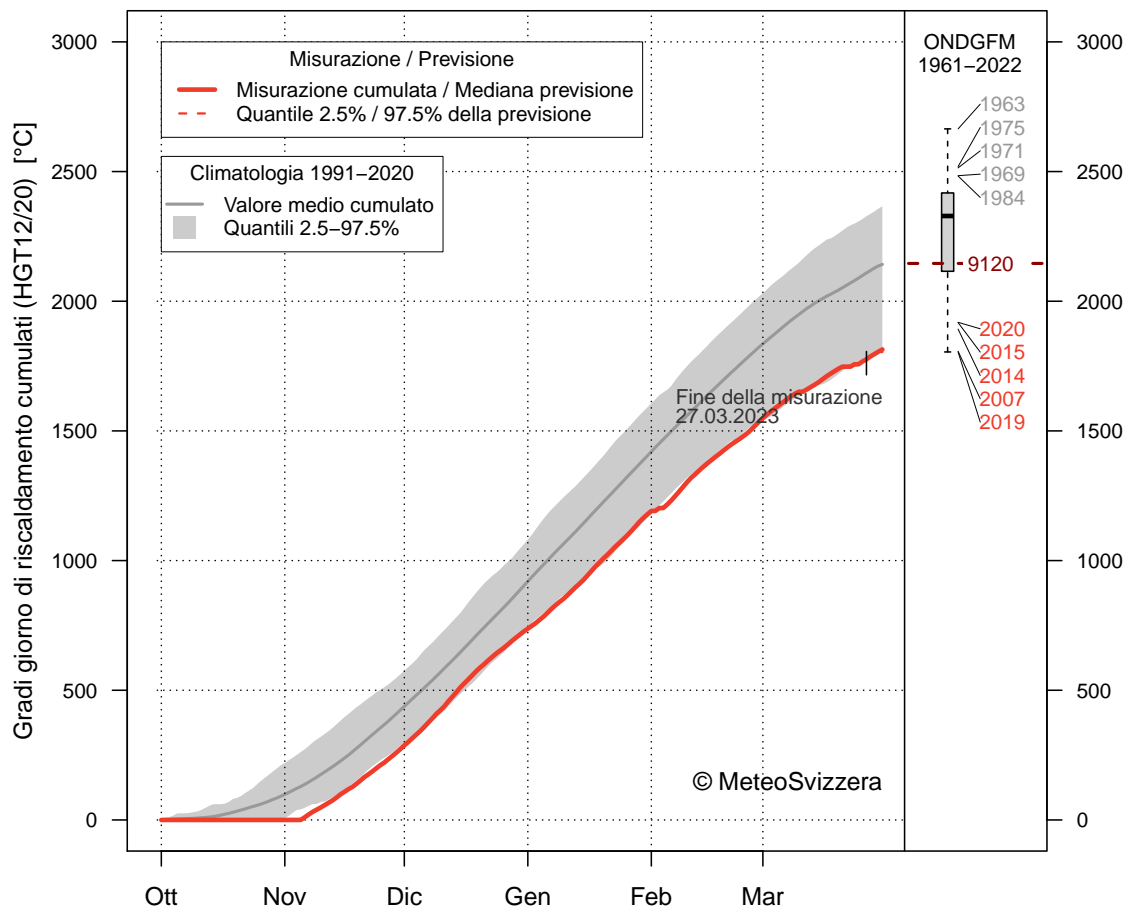 Gradi giorno di riscaldamento cumulati (HGT12/20) [°C]
3000
2500
2000
1500
1000
500
0
Misurazione / Previsione
Misurazione cumulata / Mediana previsione
Quantile 2.5% / 97.5% della previsione
Climatologia 1991–2020
Valore medio cumulato
Quantili 2.5–97.5%
Fine della misurazione
27.03.2023
© MeteoSvizzera
Ott Nov Dic Gen Feb Mar
ONDGFM
1961–2022
1963
1975
1971
1969
1984
9120
2020
2015
2014
2007
2019
3000
2500
2000
1500
1000
500
0